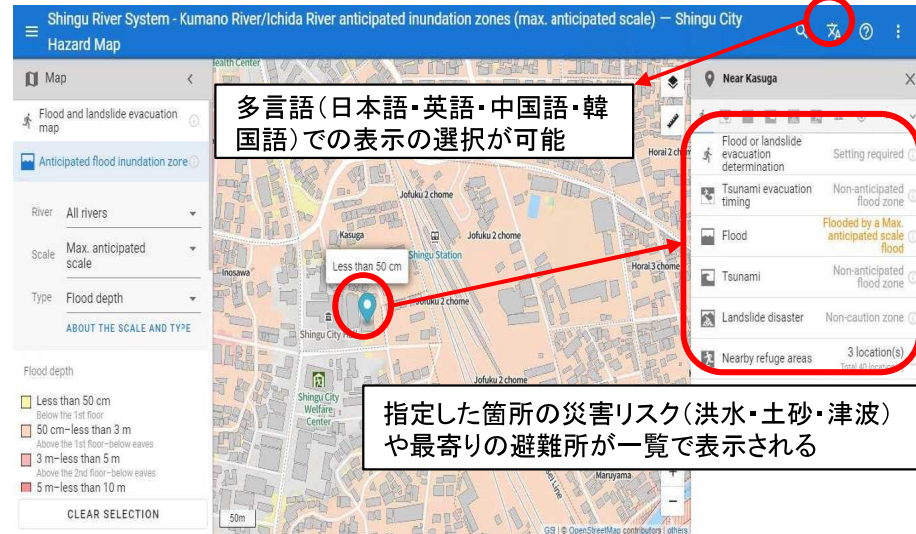 Shingu River System - Kumano River/Ichida River anticipated inundation zones (max. anticipated scale) — Shingu City
Hazard Map
Map
Flood and landslide evacuation
map
Anticipated flood inundation zone
River All rivers
Scale Max. anticipated
scale
Type Flood depth
ABOUT THE SCALE AND TYPE
Flood depth
Less than 50 cm
Below the 1st floor
50 cm–less than 3 m
Above the 1st floor–below eaves
3 m–less than 5 m
Above the 2nd floor–below eaves
5 m–less than 10 m
CLEAR SELECTION
Health Center
多言語(日本語・英語・中国語・韓
国語)での表示の選択が可能
Horai 2 chom
Jofuku 2 chome
Kasuga
Jofuku 2 chome
Shingu Station
Less than 50 cm
Inosawa
Horai 3 chome
Jofuku 2 chome
Shingu City Hall
Jofuku 2 chome
Shingu City
Welfare
Center
指定した箇所の災害リスク(洪水・土砂・津波)
や最寄りの避難所が一覧で表示される
Maruyama
50m
GSI | © OpenStreetMap contributors | others
Near Kasuga
Flood or landslide
evacuation
determination
Setting required
Tsunami evacuation
timing
Non-anticipated
flood zone
Flood
Flooded by a Max.
anticipated scale
flood
Tsunami
Non-anticipated
flood zone
Landslide disaster
Non-caution zone
Nearby refuge areas
3 location(s)